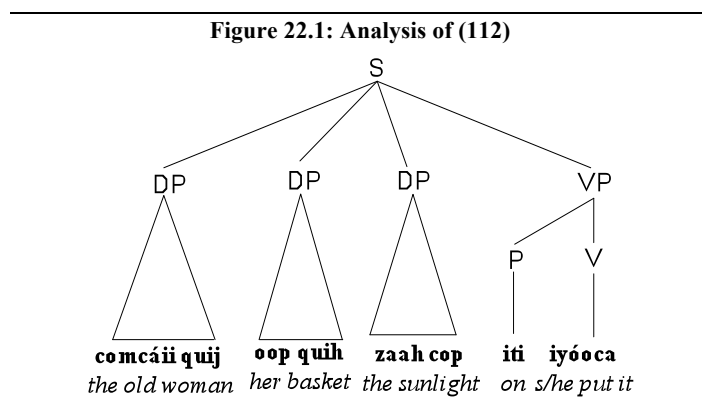 Figure 22.1: Analysis of (112)
S
DP DP DP VP
P V
comcáii quij oop quih zaah cop iti iyóoca
the old woman her basket the sunlight on s/he put it